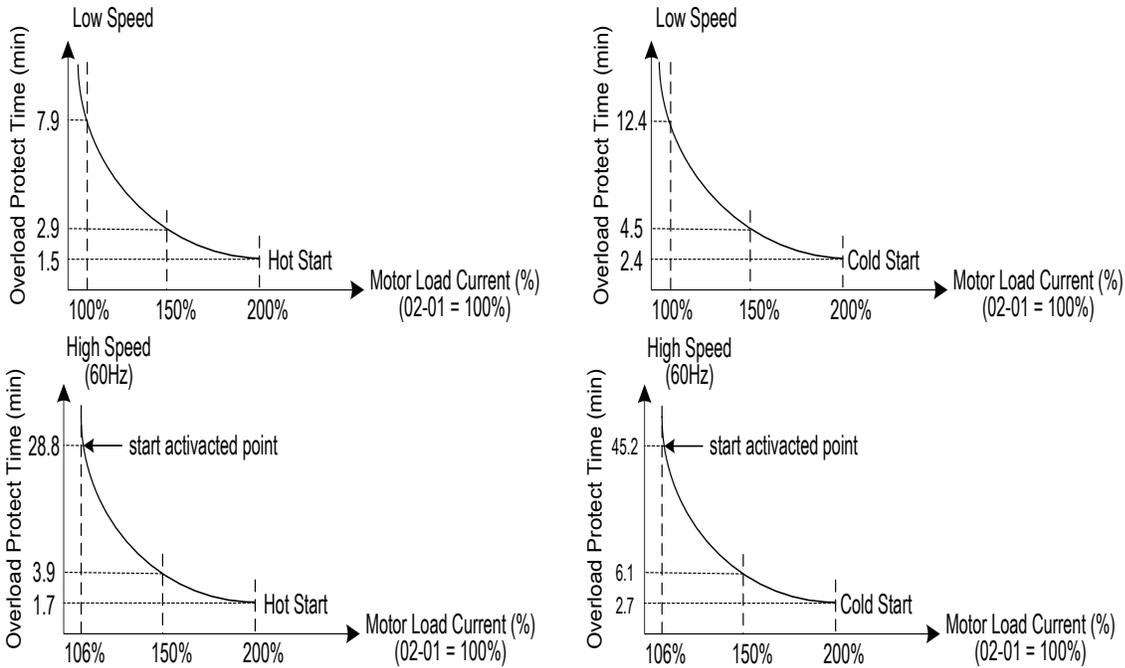 Low Speed
Overload Protect Time (min)
7.9
2.9
1.5
Hot Start
100%
150%
200%
Motor Load Current (%)
(02-01 = 100%)
Low Speed
Overload Protect Time (min)
12.4
4.5
2.4
Cold Start
100%
150%
200%
Motor Load Current (%)
(02-01 = 100%)
High Speed
(60Hz)
Overload Protect Time (min)
28.8
start activacted point
3.9
1.7
Hot Start
106%
150%
200%
Motor Load Current (%)
(02-01 = 100%)
High Speed
(60Hz)
Overload Protect Time (min)
45.2
start activacted point
6.1
2.7
Cold Start
106%
150%
200%
Motor Load Current (%)
(02-01 = 100%)